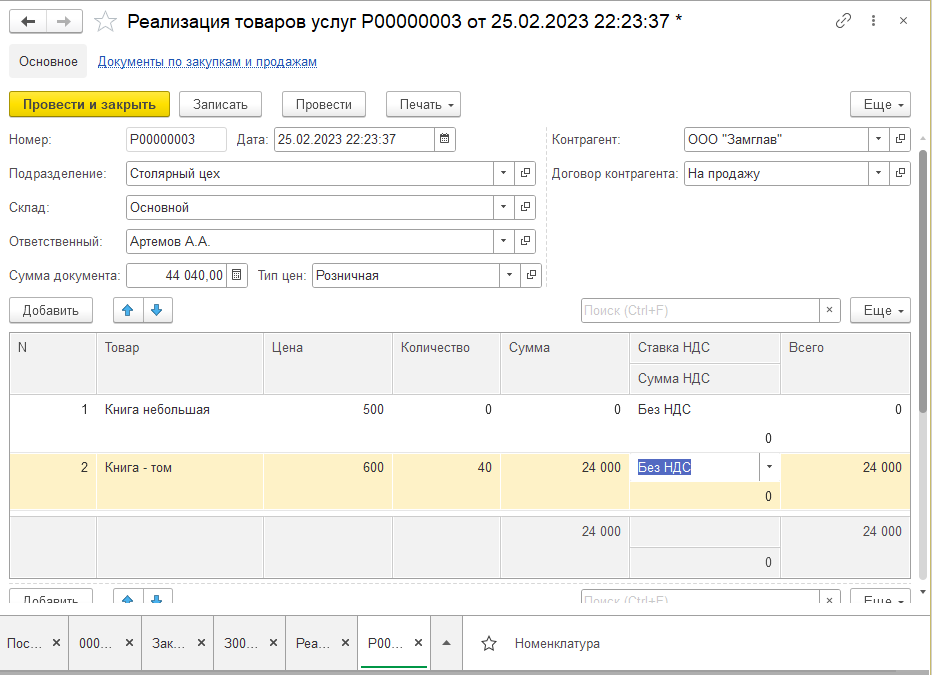 Реализация товаров услуг Р00000003 от 25.02.2023 22:23:37 *
Основное Документы по закупкам и продажам
Провести и закрыть Записать Провести Печать Еще
Номер: Р00000003 Дата: 25.02.2023 22:23:37 Контрагент: ООО "Замглав"
Подразделение: Столярный цех Договор контрагента: На продажу
Склад: Основной
Ответственный: Артемов А.А.
Сумма документа: 44 040,00 Тип цен: Розничная
Добавить Поиск (Ctrl+F) × Еще
N Товар Цена Количество Сумма Ставка НДС Всего
Сумма НДС
1 Книга небольшая 500 0 0 Без НДС 0
0
2 Книга - том 600 40 24 000 Без НДС 24 000
0
24 000 24 000
0
Добавить Поиск (Ctrl+F) × Еще
Пос... × 000... × Зак... × З00... × Реа... × Р00... × Номенклатура